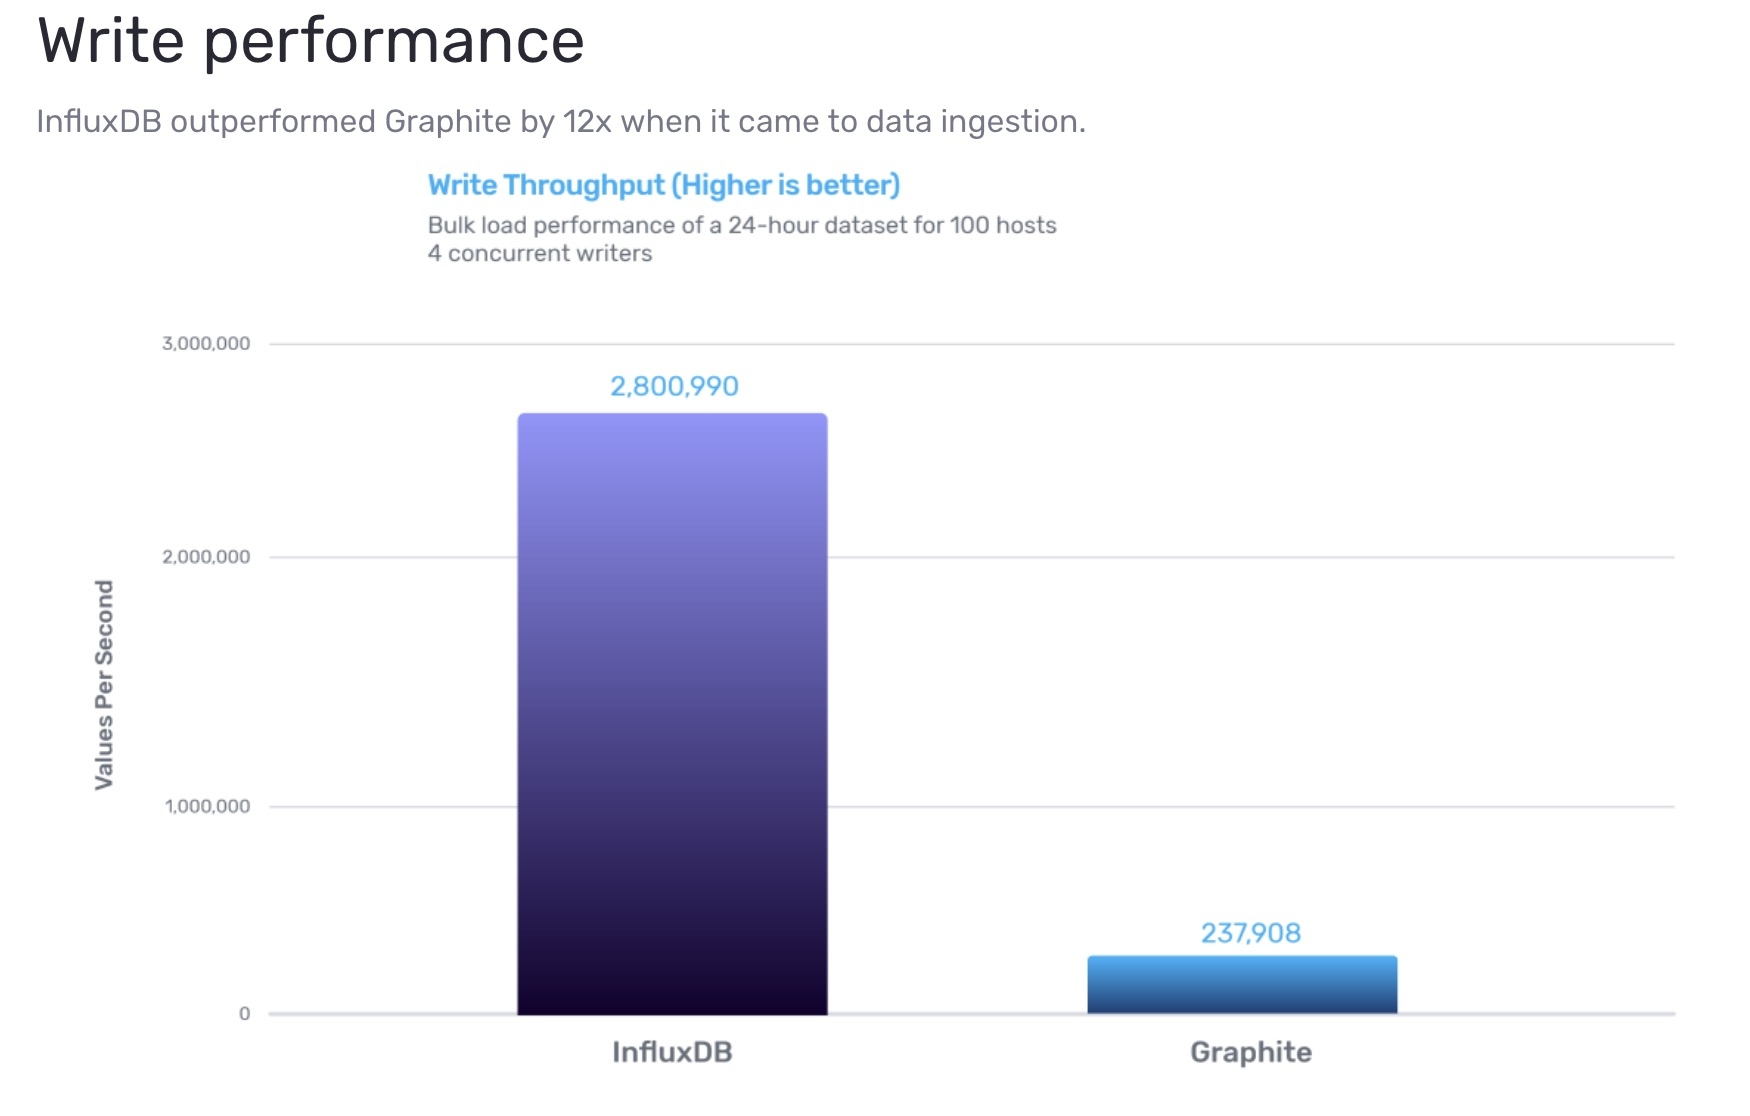 Write performance
InfluxDB outperformed Graphite by 12x when it came to data ingestion.
Write Throughput (Higher is better)
Bulk load performance of a 24-hour dataset for 100 hosts
4 concurrent writers
3,000,000
2,800,990
2,000,000
Values Per Second
1,000,000
237,908
0
InfluxDB
Graphite